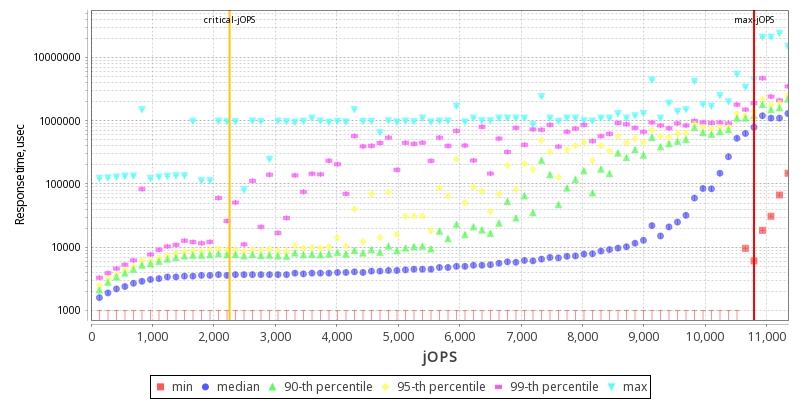 critical-jOPS max-jOPS
10000000
1000000
100000
10000
1000
Response time, usec
0 1,000 2,000 3,000 4,000 5,000 6,000 7,000 8,000 9,000 10,000 11,000
jOPS
min median 90-th percentile 95-th percentile 99-th percentile max